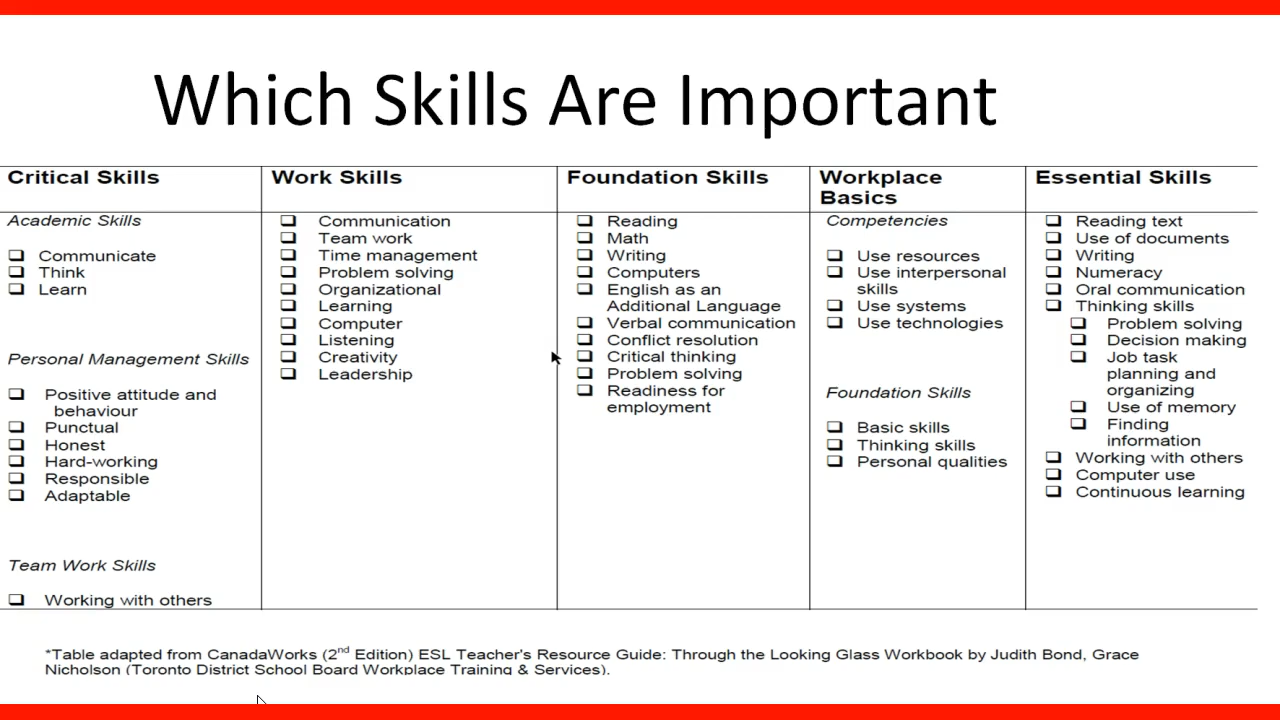 Which Skills Are Important
Critical Skills
Academic Skills
Communicate
Think
Learn
Personal Management Skills
Positive attitude and
behaviour
Punctual
Honest
Hard-working
Responsible
Adaptable
Team Work Skills
Working with others
Work Skills
Communication
Team work
Time management
Problem solving
Organizational
Learning
Computer
Listening
Creativity
Leadership
Foundation Skills
Reading
Math
Writing
Computers
English as an
Additional Language
Verbal communication
Conflict resolution
Critical thinking
Problem solving
Readiness for
employment
Workplace
Basics
Competencies
Use resources
Use interpersonal
skills
Use systems
Use technologies
Foundation Skills
Basic skills
Thinking skills
Personal qualities
Essential Skills
Reading text
Use of documents
Writing
Numeracy
Oral communication
Thinking skills
Problem solving
Decision making
Job task
planning and
organizing
Use of memory
Finding
information
Working with others
Computer use
Continuous learning
*Table adapted from CanadaWorks (2nd Edition) ESL Teacher's Resource Guide: Through the Looking Glass Workbook by Judith Bond, Grace
Nicholson (Toronto District School Board Workplace Training & Services).